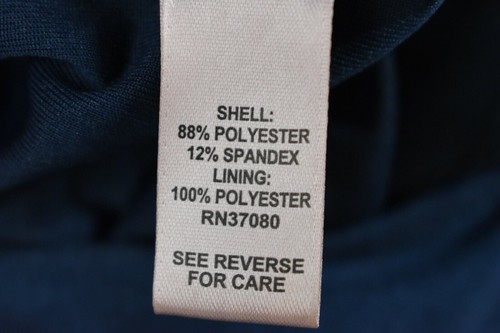 SHELL:
88% POLYESTER
12% SPANDEX
LINING:
100% POLYESTER
RN37080
SEE REVERSE
FOR CARE